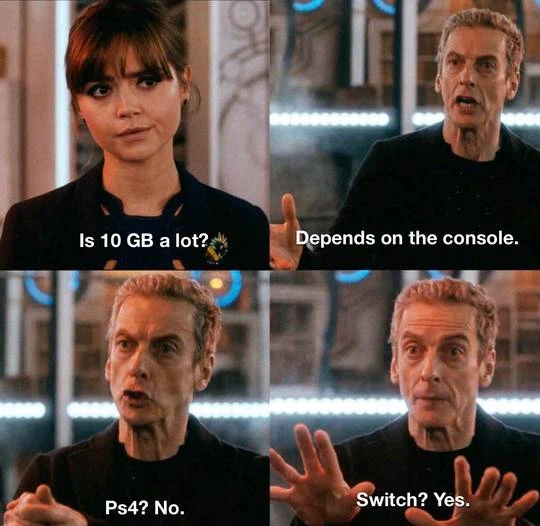 Is 10 GB a lot?
Depends on the console.
Ps4? No.
Switch? Yes.